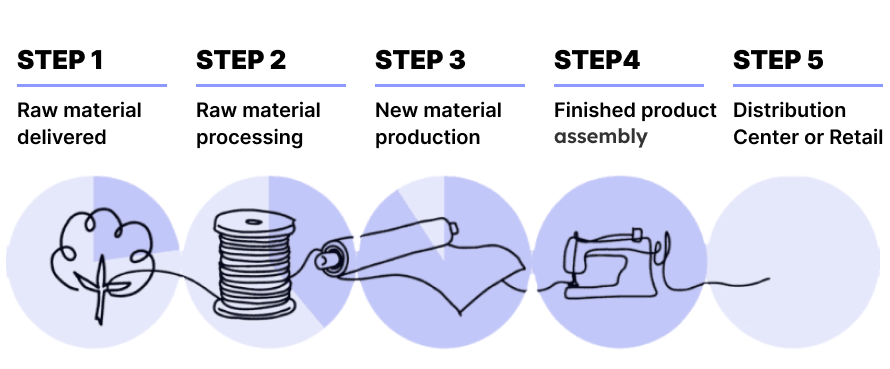 STEP 1
Raw material
delivered
STEP 2
Raw material
processing
STEP 3
New material
production
STEP4
Finished product
assembly
STEP 5
Distribution
Center or Retail